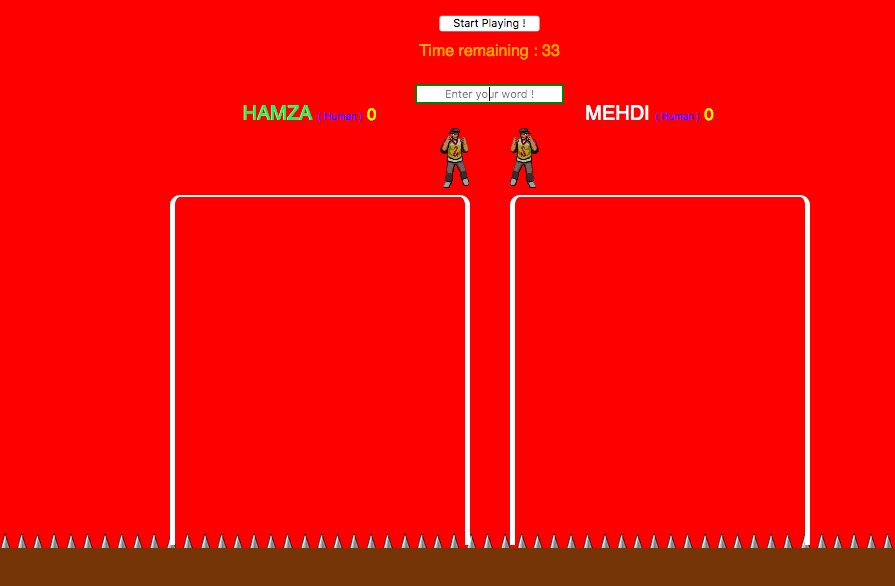 Start Playing !
Time remaining : 33
Enter your word !
HAMZA ( Human ) 0
MEHDI ( Human ) 0